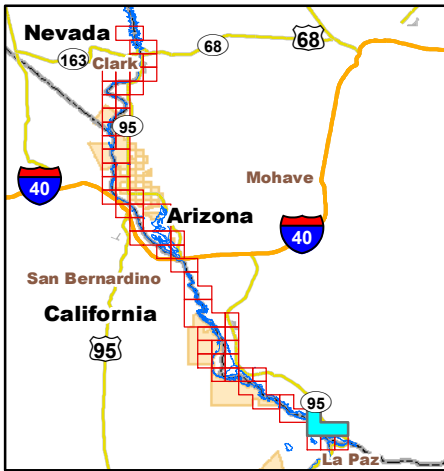 Nevada
68
68
163
Clark
95
Mohave
40
Arizona
40
San Bernardino
California
95
95
La Paz